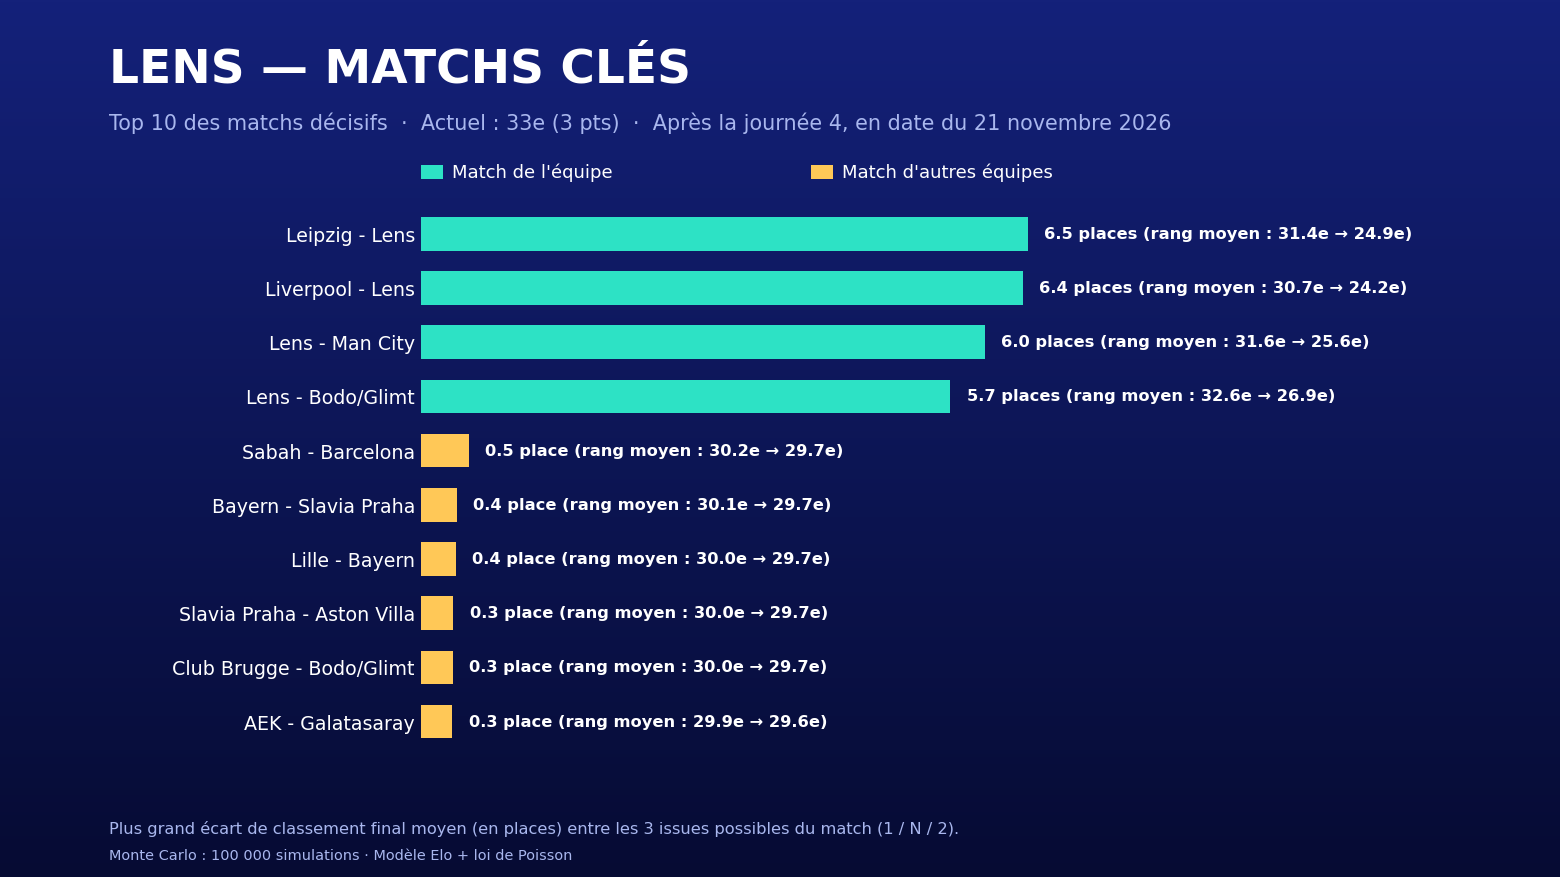 LENS — MATCHS CLÉS
Top 10 des matchs décisifs · Actuel : 33e (3 pts) · Après la journée 4, en date du 21 novembre 2026
Match de l'équipe Match d'autres équipes
Leipzig - Lens 6.5 places (rang moyen : 31.4e → 24.9e)
Liverpool - Lens 6.4 places (rang moyen : 30.7e → 24.2e)
Lens - Man City 6.0 places (rang moyen : 31.6e → 25.6e)
Lens - Bodo/Glimt 5.7 places (rang moyen : 32.6e → 26.9e)
Sabah - Barcelona 0.5 place (rang moyen : 30.2e → 29.7e)
Bayern - Slavia Praha 0.4 place (rang moyen : 30.1e → 29.7e)
Lille - Bayern 0.4 place (rang moyen : 30.0e → 29.7e)
Slavia Praha - Aston Villa 0.3 place (rang moyen : 30.0e → 29.7e)
Club Brugge - Bodo/Glimt 0.3 place (rang moyen : 30.0e → 29.7e)
AEK - Galatasaray 0.3 place (rang moyen : 29.9e → 29.6e)
Plus grand écart de classement final moyen (en places) entre les 3 issues possibles du match (1 / N / 2).
Monte Carlo : 100 000 simulations · Modèle Elo + loi de Poisson